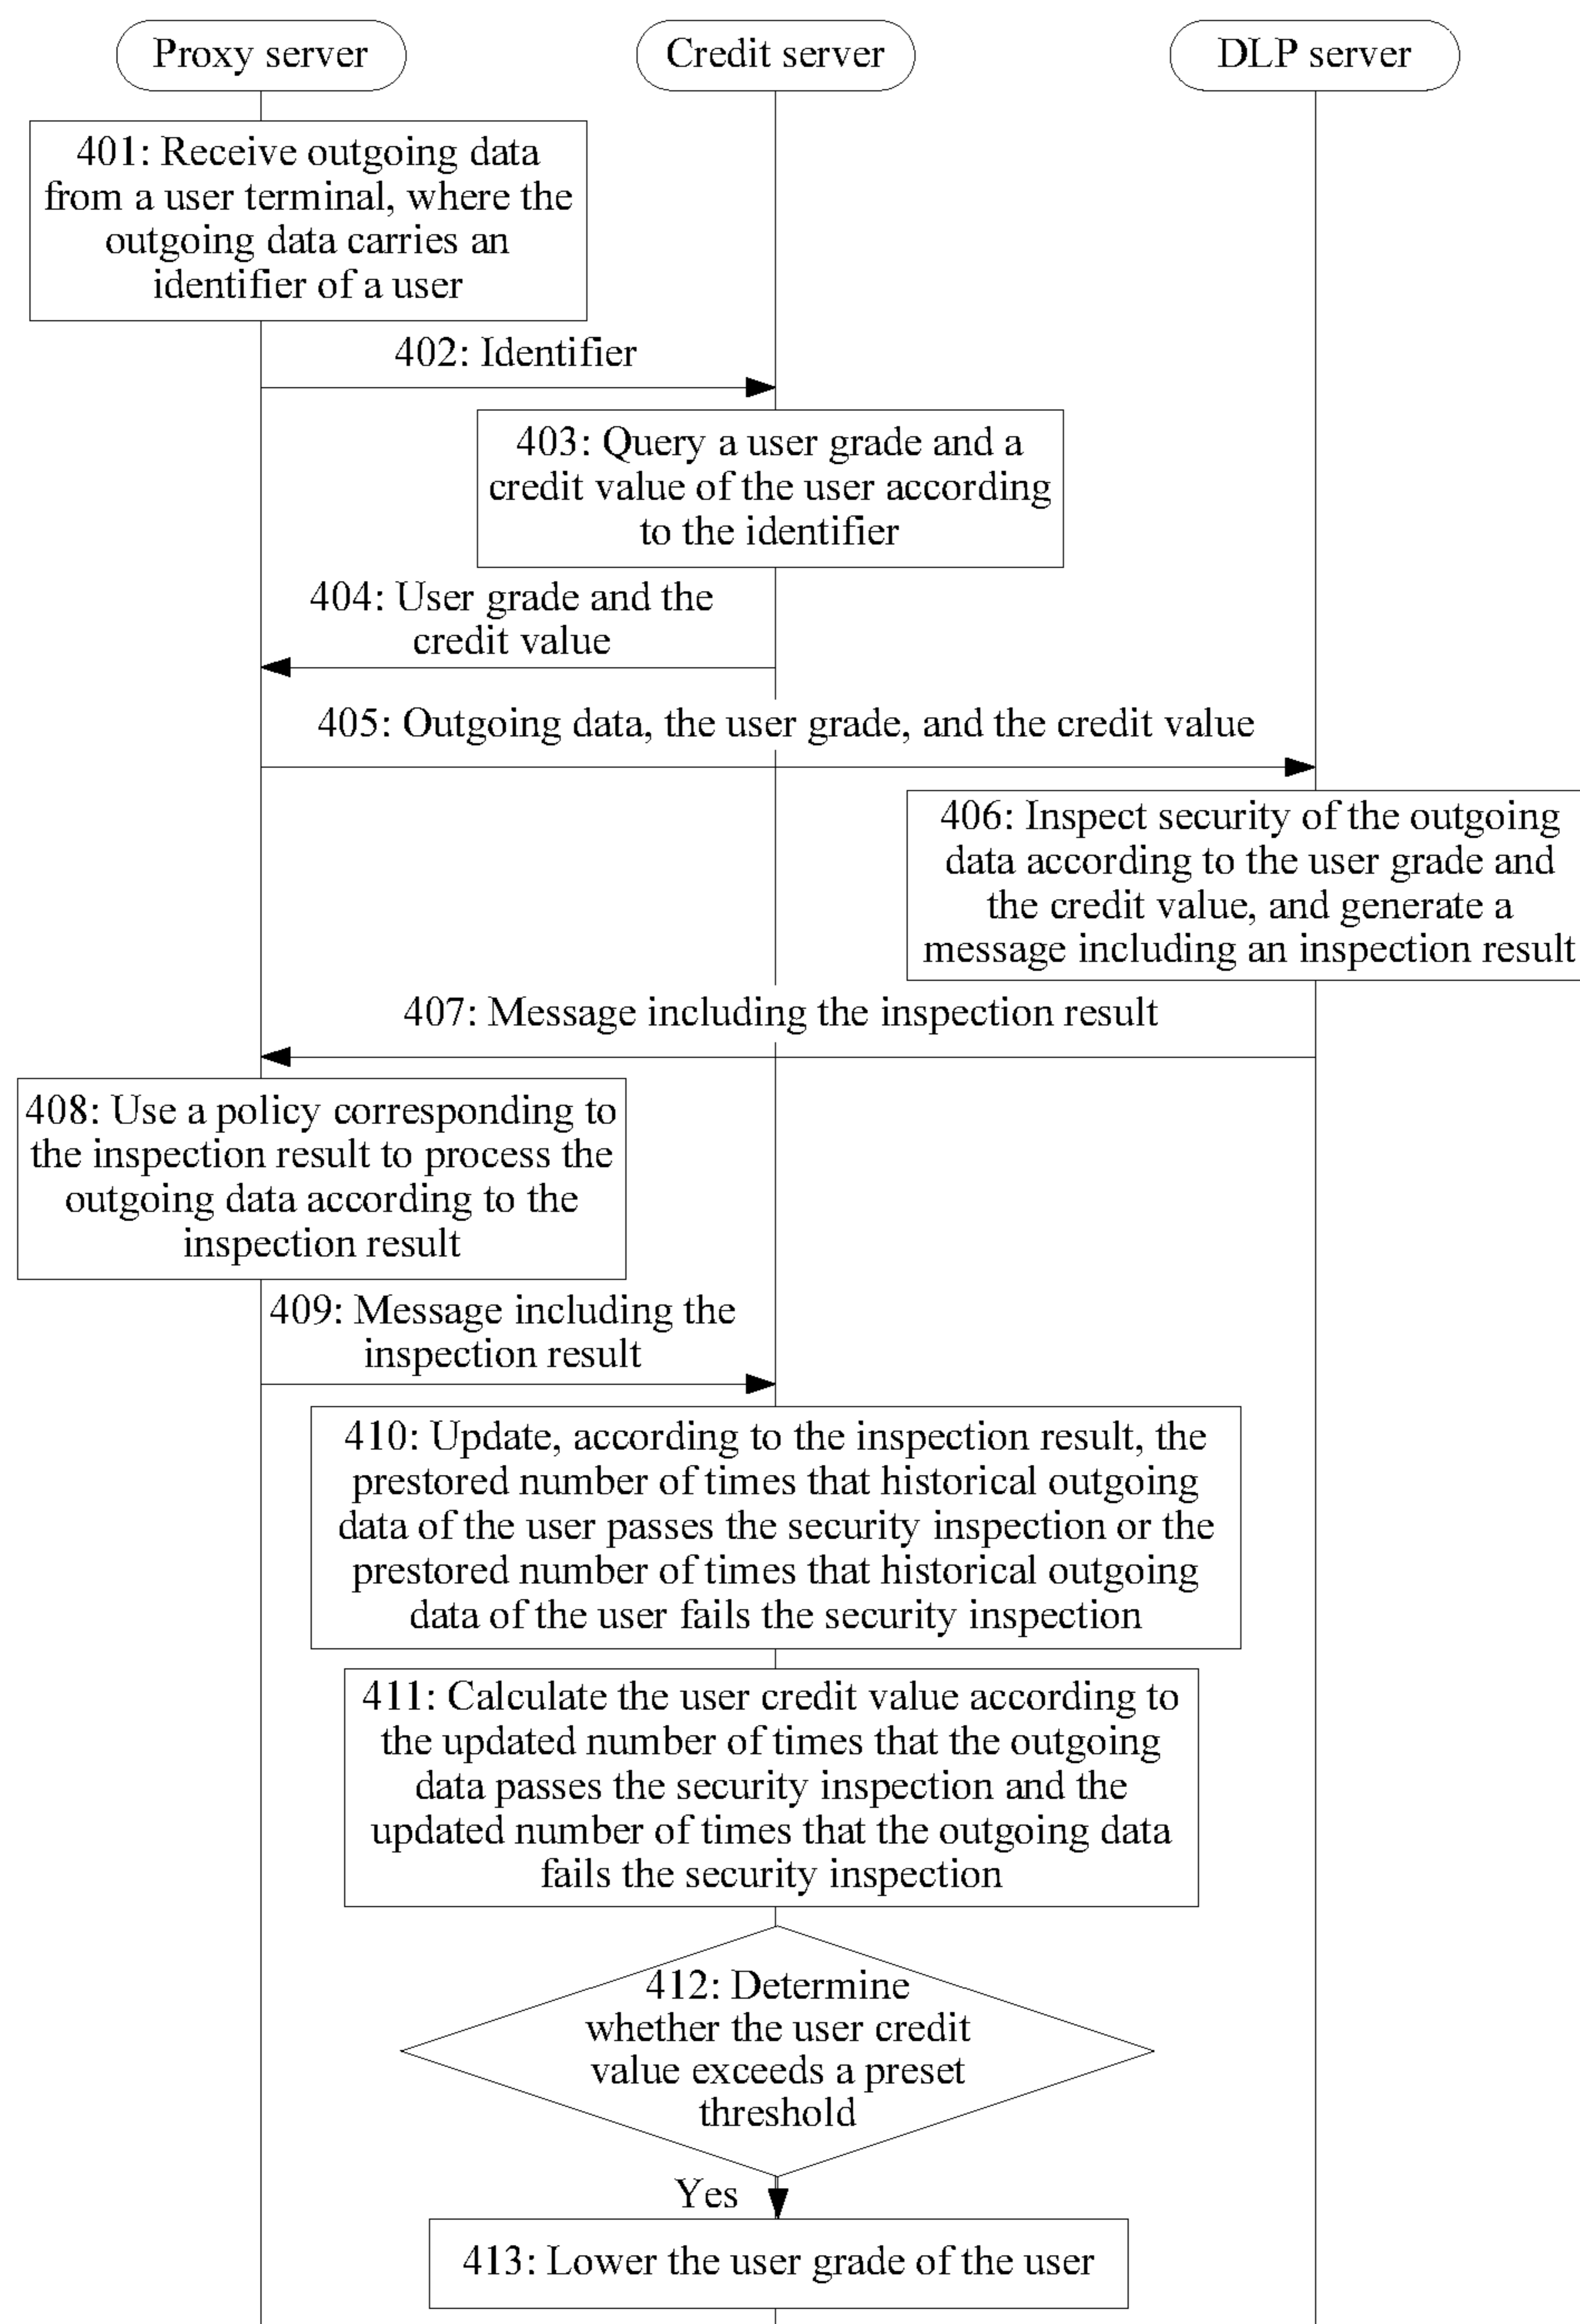 Proxy server
Credit server
DLP server
401: Receive outgoing data
from a user terminal, where the
outgoing data carries an
identifier of a user
402: Identifier
403: Query a user grade and a
credit value of the user according
to the identifier
404: User grade and the
credit value
405: Outgoing data, the user grade, and the credit value
406: Inspect security of the outgoing
data according to the user grade and
the credit value, and generate a
message including an inspection result
407: Message including the inspection result
408: Use a policy corresponding to
the inspection result to process the
outgoing data according to the
inspection result
409: Message including the
inspection result
410: Update, according to the inspection result, the
prestored number of times that historical outgoing
data of the user passes the security inspection or the
prestored number of times that historical outgoing
data of the user fails the security inspection
411: Calculate the user credit value according to
the updated number of times that the outgoing
data passes the security inspection and the
updated number of times that the outgoing data
fails the security inspection
412: Determine
whether the user credit
value exceeds a preset
threshold
Yes
413: Lower the user grade of the user